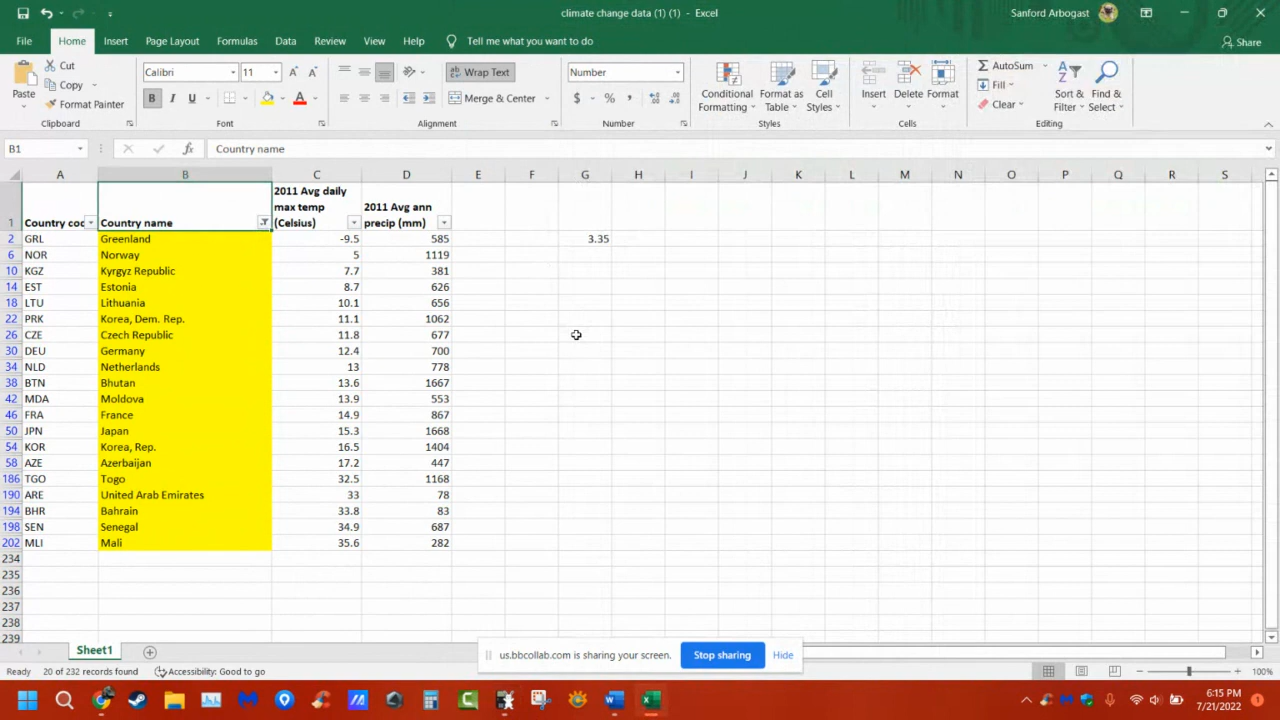 climate change data (1) (1) - Excel
Sanford Arbogast
File Home Insert Page Layout Formulas Data Review View Help Tell me what you want to do Share
Paste Cut Copy Format Painter Clipboard
Calibri 11 B I U A Font
Wrap Text Merge & Center Alignment
Number $ % , Number
Conditional Formatting Format as Table Cell Styles Styles
Insert Delete Format Cells
AutoSum Fill Clear Sort & Filter Find & Select Editing
B1 fx Country name
A B C D E F G H I J K L M N O P Q R S
1 Country cod Country name 2011 Avg daily max temp (Celsius) 2011 Avg ann precip (mm)
2 GRL Greenland -9.5 585 3.35
6 NOR Norway 5 1119
10 KGZ Kyrgyz Republic 7.7 381
14 EST Estonia 8.7 626
18 LTU Lithuania 10.1 656
22 PRK Korea, Dem. Rep. 11.1 1062
26 CZE Czech Republic 11.8 677
30 DEU Germany 12.4 700
34 NLD Netherlands 13 778
38 BTN Bhutan 13.6 1667
42 MDA Moldova 13.9 553
46 FRA France 14.9 867
50 JPN Japan 15.3 1668
54 KOR Korea, Rep. 16.5 1404
58 AZE Azerbaijan 17.2 447
186 TGO Togo 32.5 1168
190 ARE United Arab Emirates 33 78
194 BHR Bahrain 33.8 83
198 SEN Senegal 34.9 687
202 MLI Mali 35.6 282
234
235
236
237
238
239
Sheet1
us.bbcollab.com is sharing your screen. Stop sharing Hide
Ready 20 of 232 records found Accessibility: Good to go 100%
6:15 PM
7/21/2022